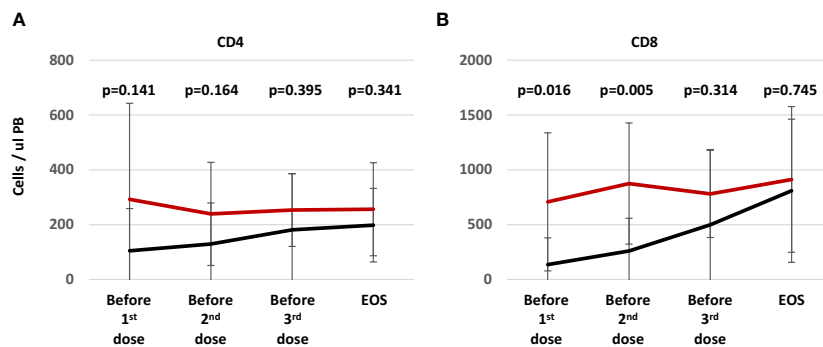 A
CD4
800
600
400
200
0
Cells / ul PB
p=0.141 p=0.164 p=0.395 p=0.341
Before 1st dose
Before 2nd dose
Before 3rd dose
EOS
B
CD8
2000
1500
1000
500
0
p=0.016 p=0.005 p=0.314 p=0.745
Before 1st dose
Before 2nd dose
Before 3rd dose
EOS